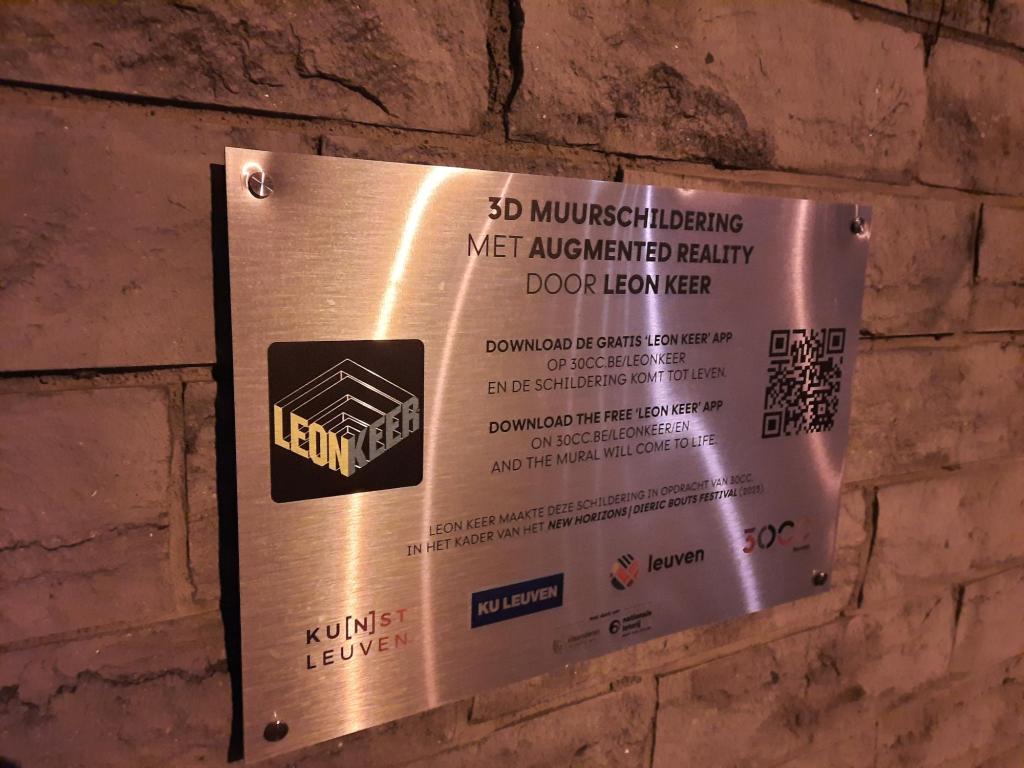 3D MUURSCHILDERING
MET AUGMENTED REALITY
DOOR LEON KEER
LEON KEER
DOWNLOAD DE GRATIS 'LEON KEER' APP
OP 30CC.BE/LEONKEER
EN DE SCHILDERING KOMT TOT LEVEN.
DOWNLOAD THE FREE 'LEON KEER' APP
ON 30CC.BE/LEONKEER/EN
AND THE MURAL WILL COME TO LIFE.
LEON KEER MAAKTE DEZE SCHILDERING IN OPDRACHT VAN 30CC.
IN HET KADER VAN HET NEW HORIZONS | DIERIC BOUTS FESTIVAL (2023)
KU[N]ST
LEUVEN
KU LEUVEN
leuven
30CC
nationale
loterij